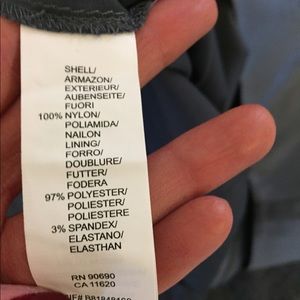 SHELL/
ARMAZON/
EXTERIEUR/
AUBENSEITE/
FUORI
100% NYLON/
POLIAMIDA/
NAILON
LINING/
FORRO/
DOUBLURE/
FUTTER/
FODERA
97% POLYESTER/
POLIESTER/
POLIESTERE
3% SPANDEX/
ELASTANO/
ELASTHAN
RN 90690
CA 11620